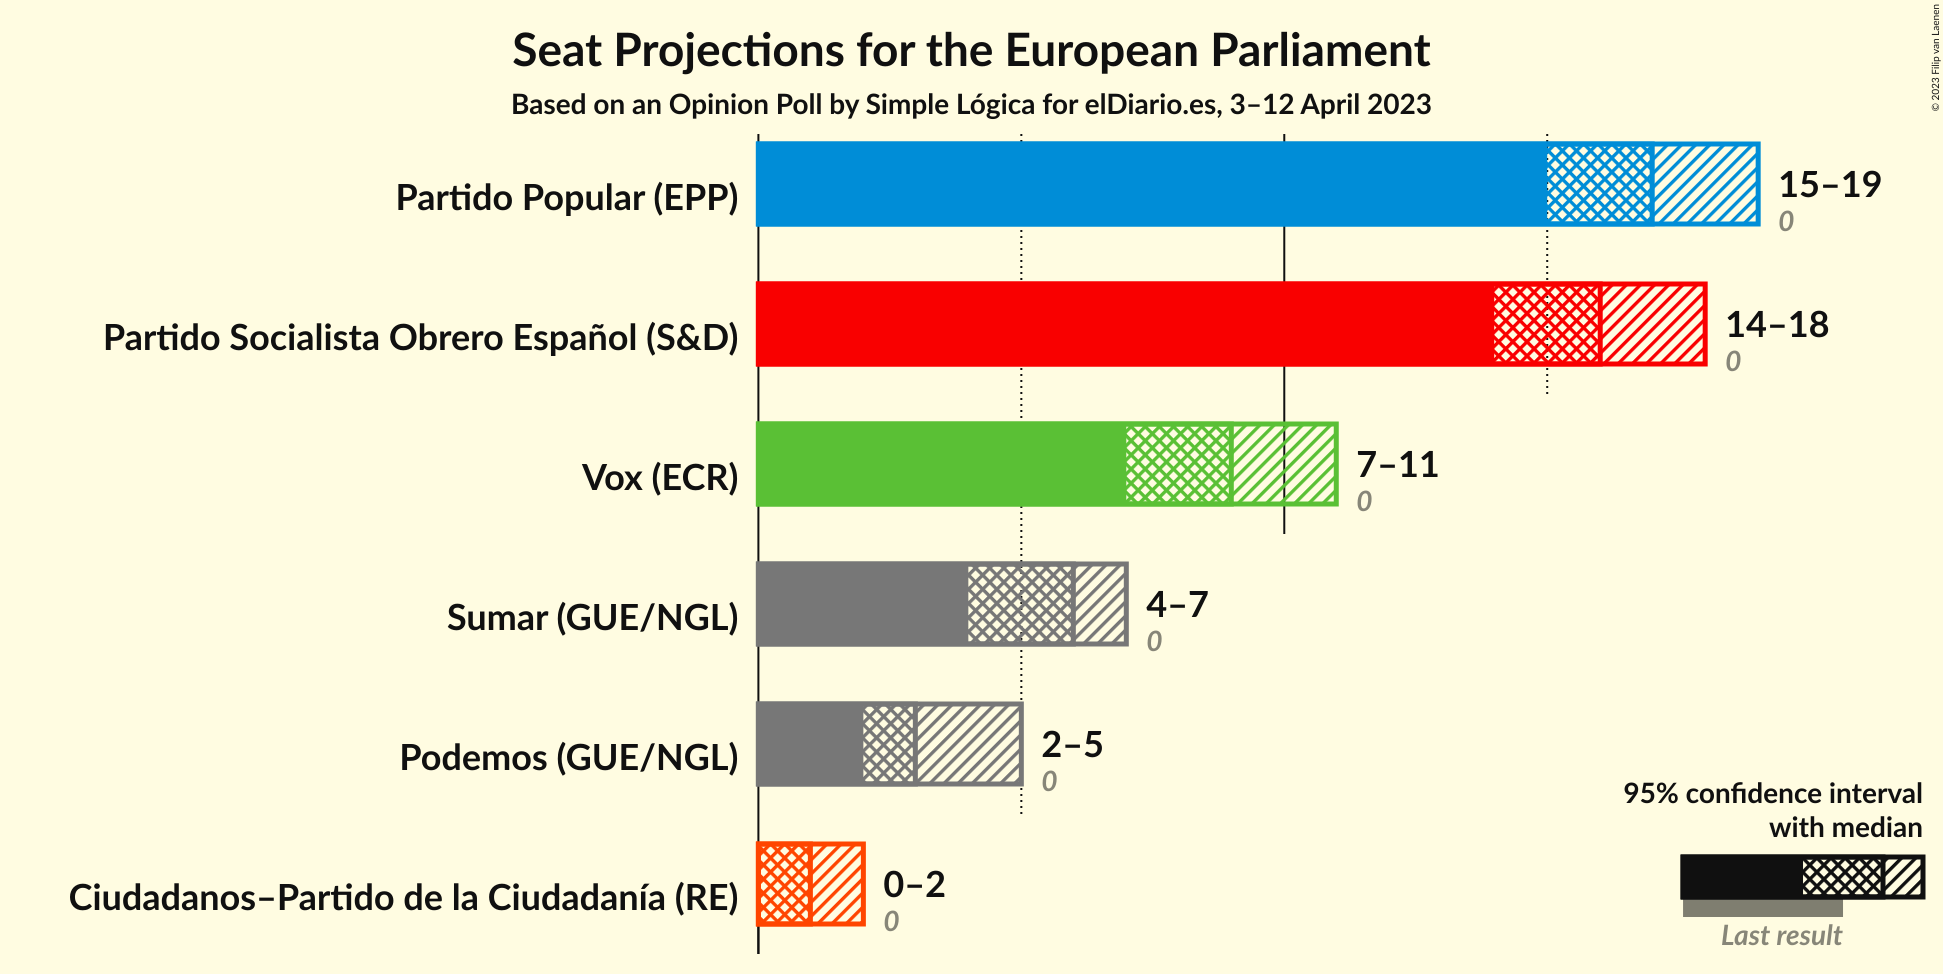 Seat Projections for the European Parliament
Based on an Opinion Poll by Simple Lógica for elDiario.es, 3–12 April 2023
© 2023 Filip van Laenen
Partido Popular (EPP)
15–19
0
Partido Socialista Obrero Español (S&D)
14–18
0
Vox (ECR)
7–11
0
Sumar (GUE/NGL)
4–7
0
Podemos (GUE/NGL)
2–5
0
Ciudadanos–Partido de la Ciudadanía (RE)
0–2
0
95% confidence interval
with median
Last result